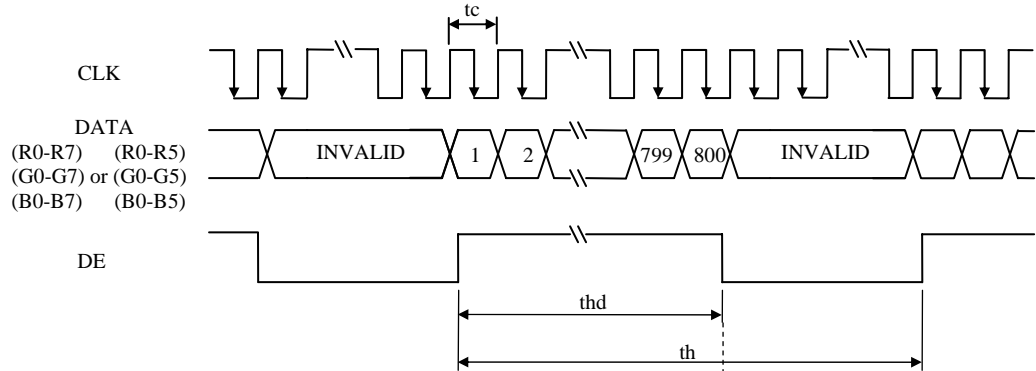 tc
CLK
DATA
(R0-R7) (R0-R5)
(G0-G7) or (G0-G5)
(B0-B7) (B0-B5)
INVALID 1 2 799 800 INVALID
DE
thd
th